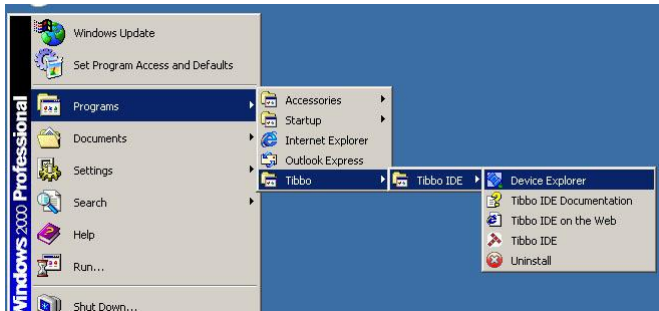 Windows 2000 Professional
Windows Update
Set Program Access and Defaults
Programs
Documents
Settings
Search
Help
Run...
Shut Down...
Accessories
Startup
Internet Explorer
Outlook Express
Tibbo
Tibbo IDE
Device Explorer
Tibbo IDE Documentation
Tibbo IDE on the Web
Tibbo IDE
Uninstall